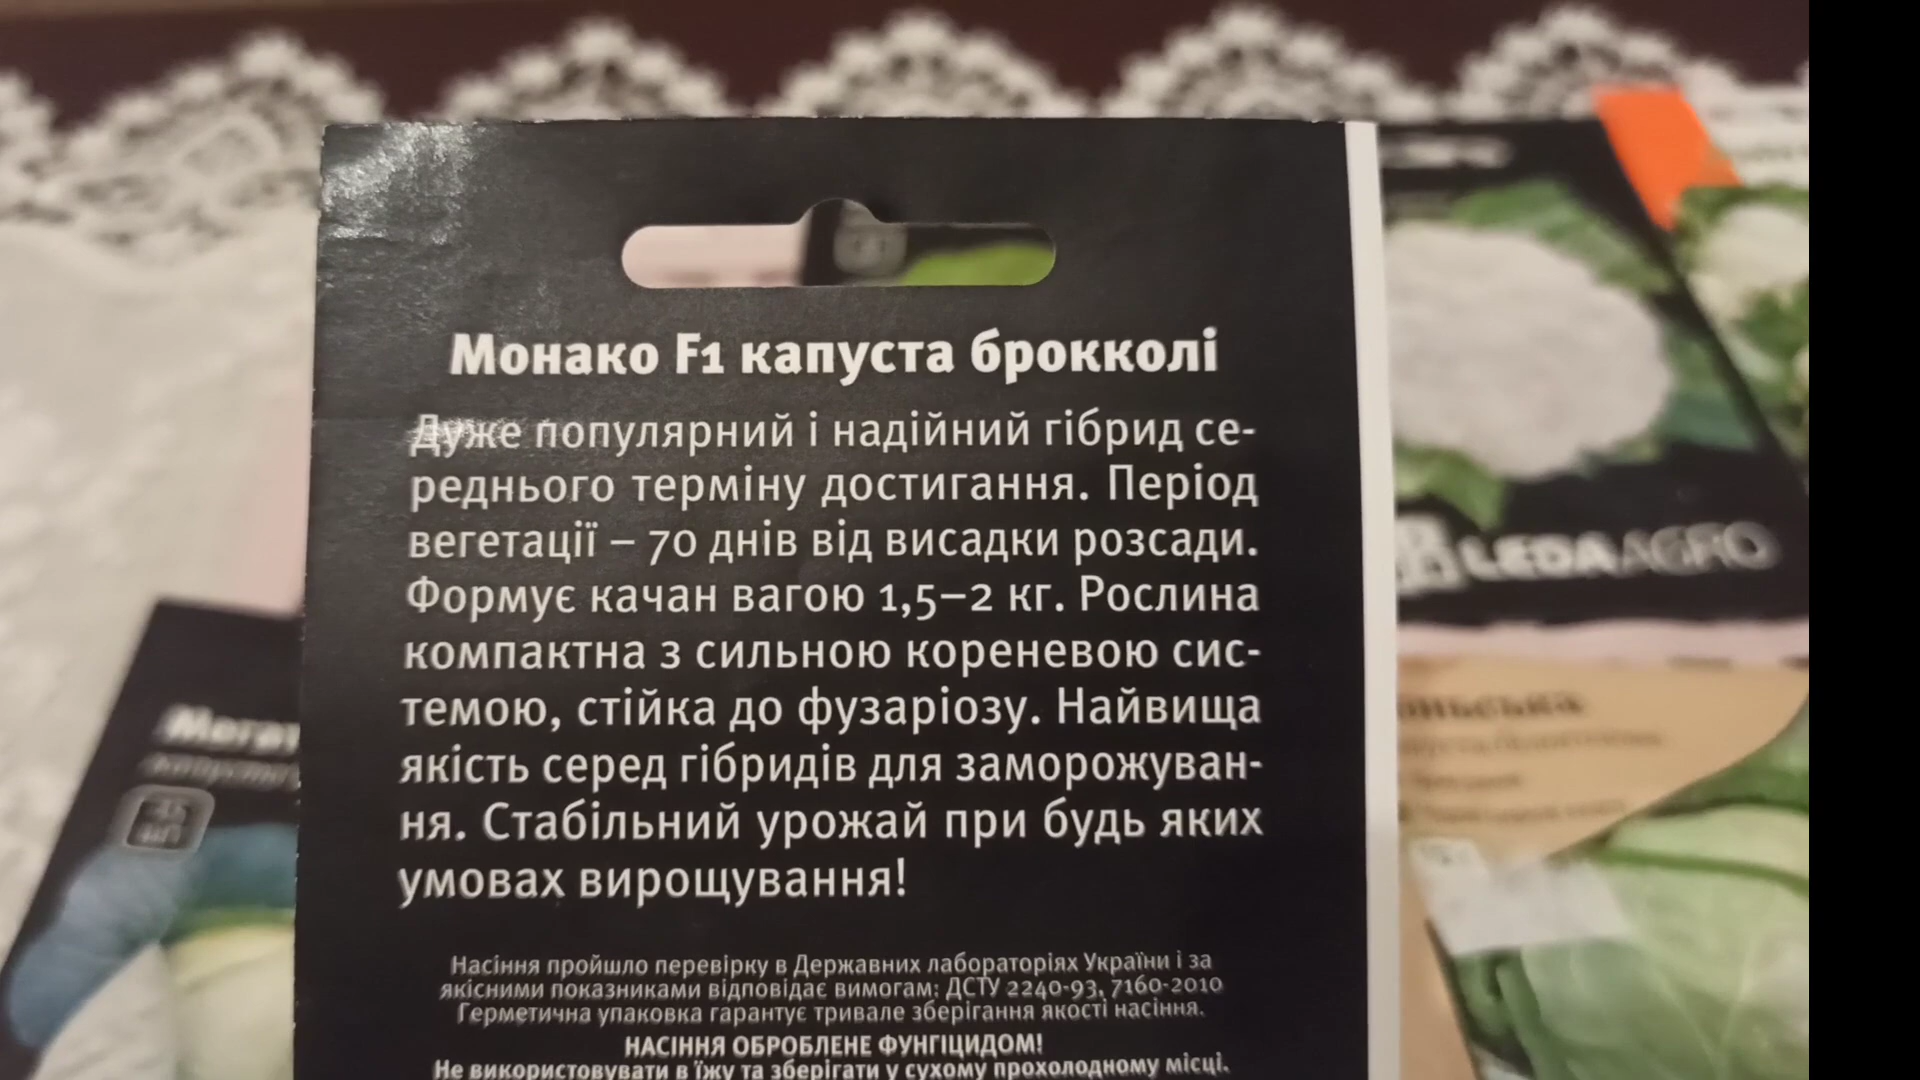 Монако F1 капуста брокколі
Дуже популярний і надійний гібрид се-
реднього терміну достигання. Період
вегетації – 70 днів від висадки розсади.
Формує качан вагою 1,5–2 кг. Рослина
компактна з сильною кореневою сис-
темою, стійка до фузаріозу. Найвища
якість серед гібридів для заморожуван-
ня. Стабільний урожай при будь яких
умовах вирощування!
Насіння пройшло перевірку в Державних лабораторіях України і за
якісними показниками відповідає вимогам: ДСТУ 2240-93, 7160-2010
Герметична упаковка гарантує тривале зберігання якості насіння.
НАСІННЯ ОБРОБЛЕНЕ ФУНГІЦИДОМ!
Не використовувати в їжу та зберігати у сухому прохолодному місці.
LEDAAGRO